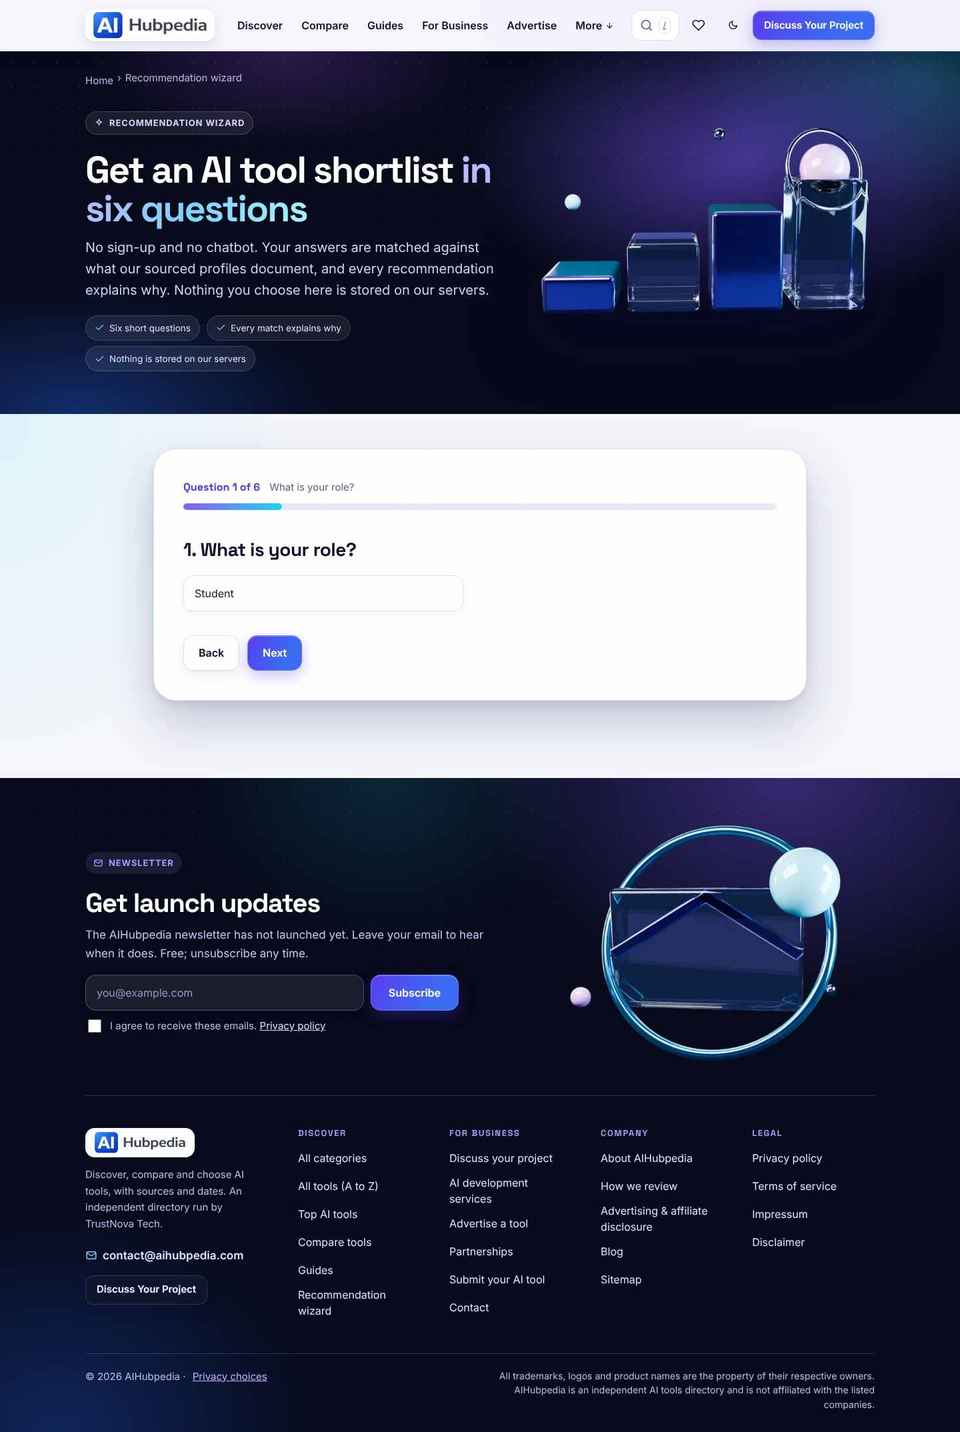 AI Hubpedia
Discover
Compare
Guides
For Business
Advertise
More ↓
/
Discuss Your Project
Home › Recommendation wizard
RECOMMENDATION WIZARD
Get an AI tool shortlist in
six questions
No sign-up and no chatbot. Your answers are matched against
what our sourced profiles document, and every recommendation
explains why. Nothing you choose here is stored on our servers.
Six short questions
Every match explains why
Nothing is stored on our servers
Question 1 of 6 What is your role?
1. What is your role?
Student
Back
Next
NEWSLETTER
Get launch updates
The AIHubpedia newsletter has not launched yet. Leave your email to hear
when it does. Free; unsubscribe any time.
you@example.com
Subscribe
I agree to receive these emails. Privacy policy
AI Hubpedia
Discover, compare and choose AI
tools, with sources and dates. An
independent directory run by
TrustNova Tech.
contact@aihubpedia.com
Discuss Your Project
DISCOVER
All categories
All tools (A to Z)
Top AI tools
Compare tools
Guides
Recommendation
wizard
FOR BUSINESS
Discuss your project
AI development
services
Advertise a tool
Partnerships
Submit your AI tool
Contact
COMPANY
About AIHubpedia
How we review
Advertising & affiliate
disclosure
Blog
Sitemap
LEGAL
Privacy policy
Terms of service
Impressum
Disclaimer
© 2026 AIHubpedia · Privacy choices
All trademarks, logos and product names are the property of their respective owners.
AIHubpedia is an independent AI tools directory and is not affiliated with the listed
companies.